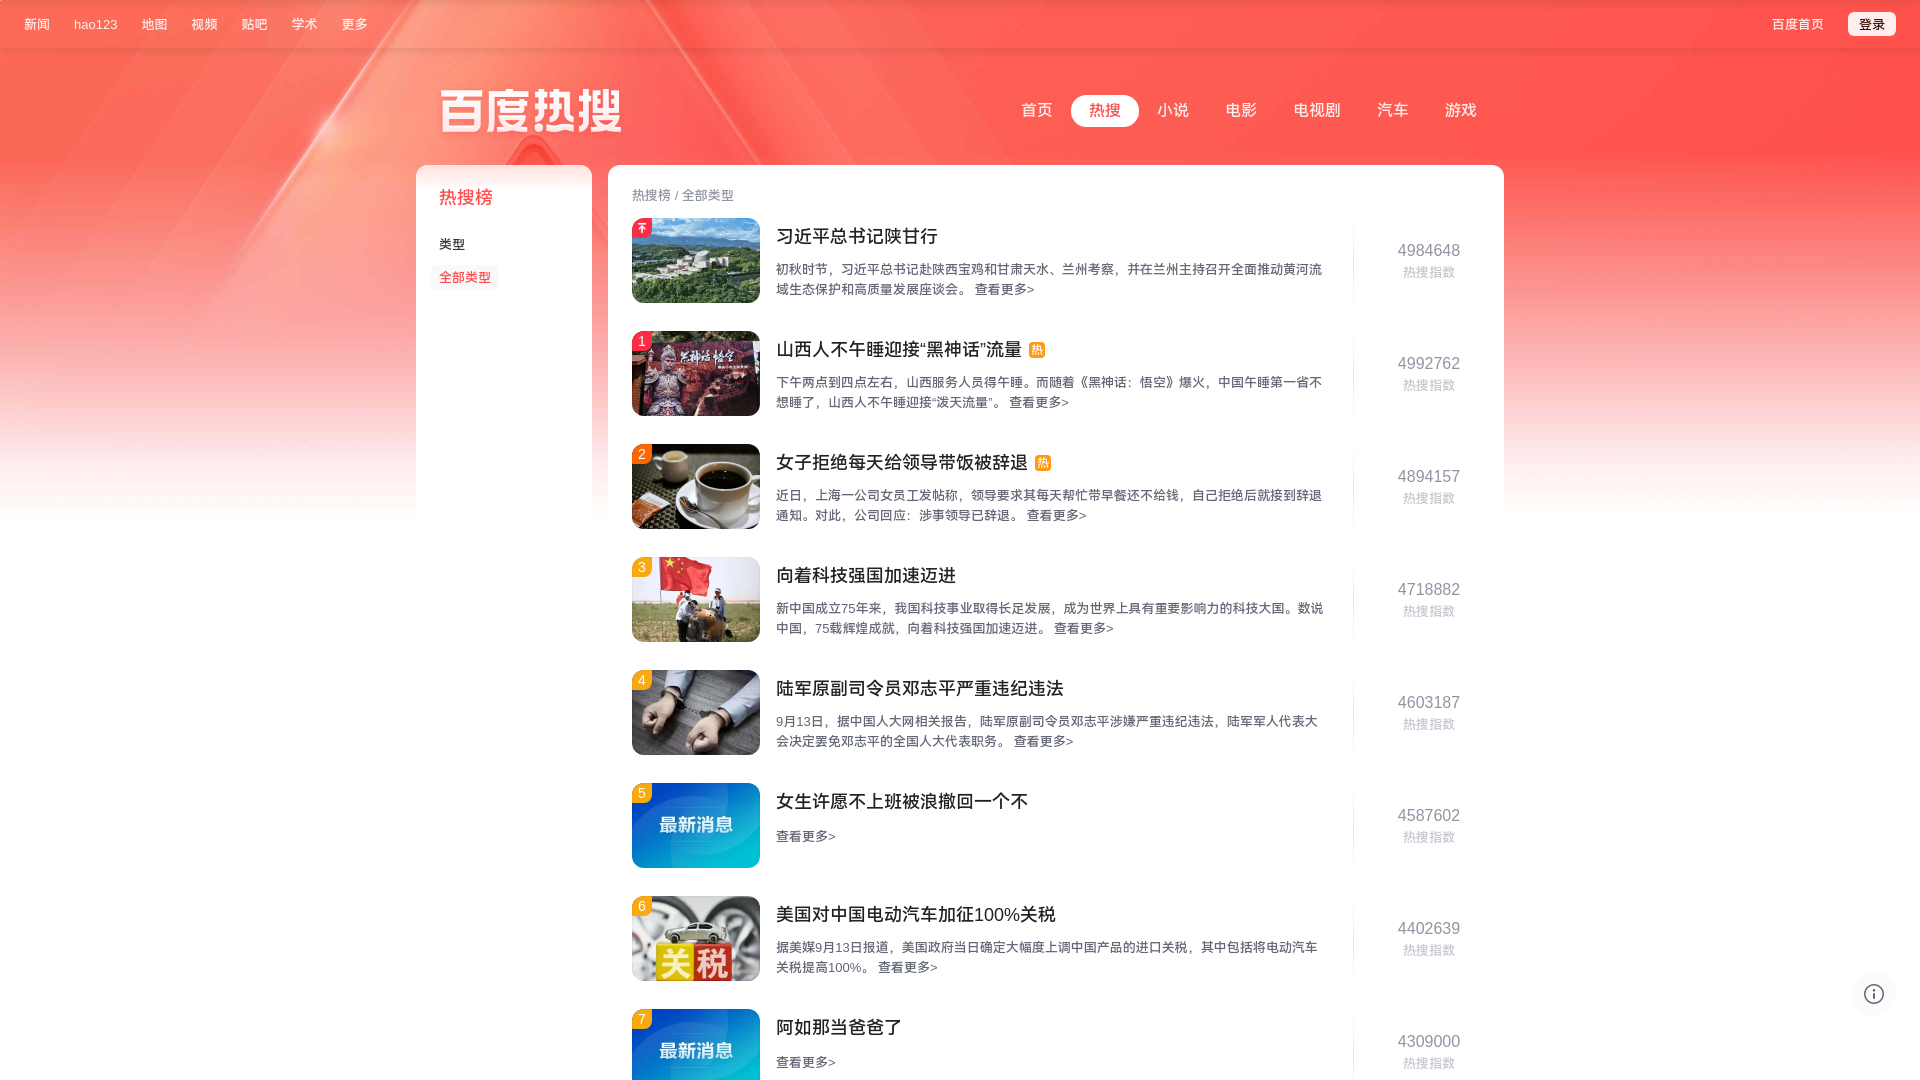 新闻 hao123 地图 视频 贴吧 学术 更多 百度首页 登录
百度热搜
首页 热搜 小说 电影 电视剧 汽车 游戏
热搜榜
类型
全部类型
热搜榜 / 全部类型
习近平总书记陕甘行
初秋时节，习近平总书记赴陕西宝鸡和甘肃天水、兰州考察，并在兰州主持召开全面推动黄河流
域生态保护和高质量发展座谈会。 查看更多>
4984648
热搜指数
1
黑神话 悟空
山西人不午睡迎接“黑神话”流量 热
下午两点到四点左右，山西服务人员得午睡。而随着《黑神话：悟空》爆火，中国午睡第一省不
想睡了，山西人不午睡迎接“泼天流量”。 查看更多>
4992762
热搜指数
2
女子拒绝每天给领导带饭被辞退 热
近日，上海一公司女员工发帖称，领导要求其每天帮忙带早餐还不给钱，自己拒绝后就接到辞退
通知。对此，公司回应：涉事领导已辞退。 查看更多>
4894157
热搜指数
3
向着科技强国加速迈进
新中国成立75年来，我国科技事业取得长足发展，成为世界上具有重要影响力的科技大国。数说
中国，75载辉煌成就，向着科技强国加速迈进。 查看更多>
4718882
热搜指数
4
陆军原副司令员邓志平严重违纪违法
9月13日，据中国人大网相关报告，陆军原副司令员邓志平涉嫌严重违纪违法，陆军军人代表大
会决定罢免邓志平的全国人大代表职务。 查看更多>
4603187
热搜指数
5
最新消息
女生许愿不上班被浪撤回一个不
查看更多>
4587602
热搜指数
6
关税
美国对中国电动汽车加征100%关税
据美媒9月13日报道，美国政府当日确定大幅度上调中国产品的进口关税，其中包括将电动汽车
关税提高100%。 查看更多>
4402639
热搜指数
7
最新消息
阿如那当爸爸了
查看更多>
4309000
热搜指数